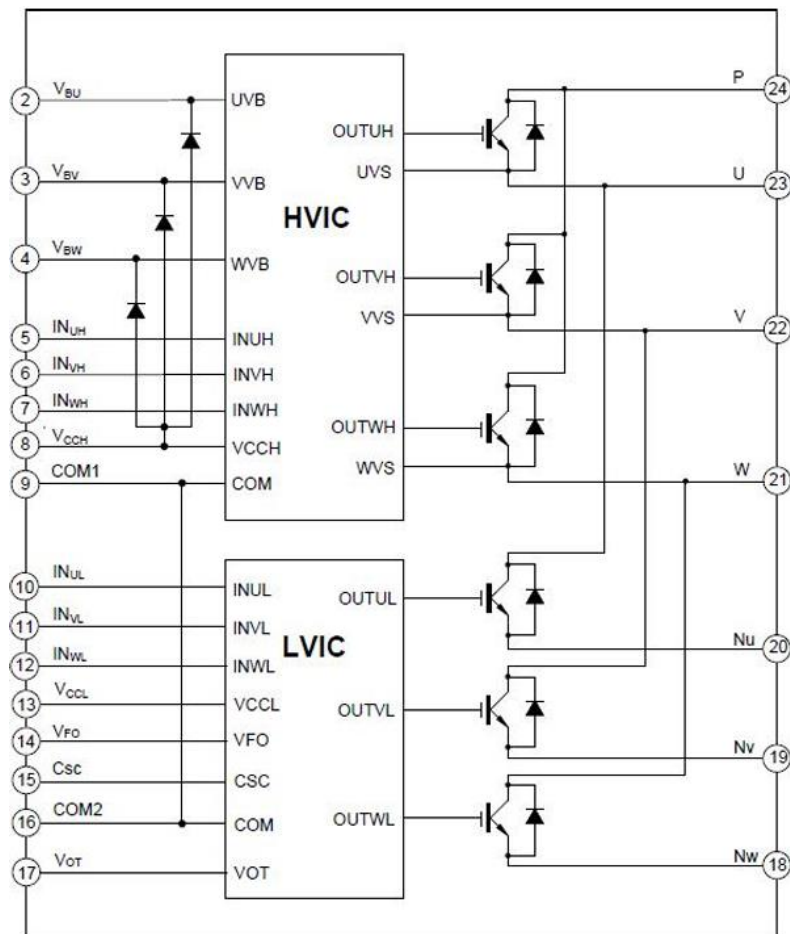 2 VBU UVB
3 VBV VVB
4 VBW WVB
5 INUH INUH
6 INVH INVH
7 INWH INWH
8 VCCH VCCH
9 COM1 COM
HVIC
OUTUH
UVS
OUTVH
VVS
OUTWH
WVS
P 24
U 23
V 22
W 21
10 INUL INUL
11 INVL INVL
12 INWL INWL
13 VCCL VCCL
14 VFO VFO
15 CSC CSC
16 COM2 COM
17 VOT VOT
LVIC
OUTUL
OUTVL
OUTWL
Nu 20
Nv 19
Nw 18